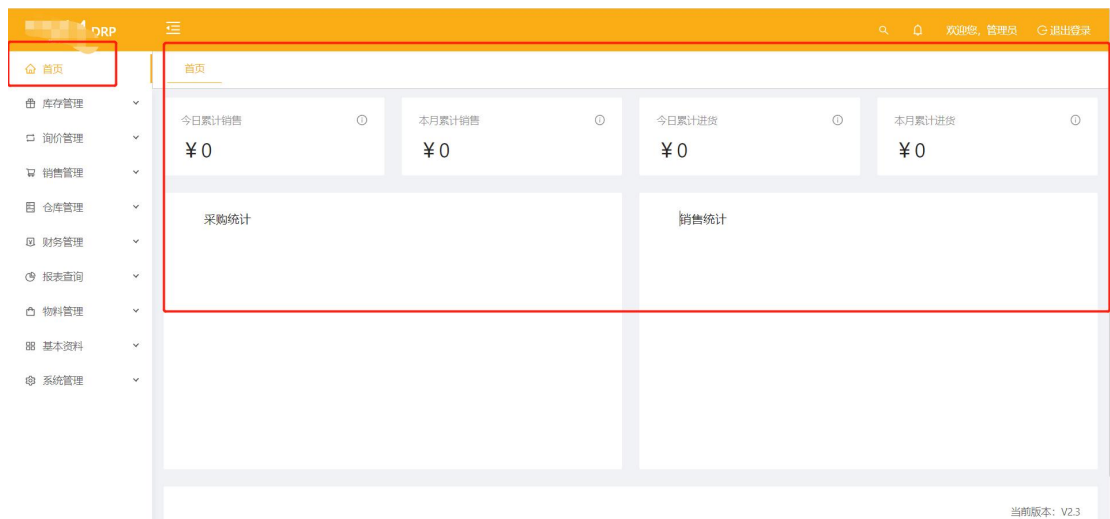 DRP
欢迎您，管理员
退出登录
首页
库存管理
询价管理
销售管理
仓库管理
财务管理
报表查询
物料管理
基本资料
系统管理
首页
今日累计销售
¥0
本月累计销售
¥0
今日累计进货
¥0
本月累计进货
¥0
采购统计
销售统计
当前版本：V2.3